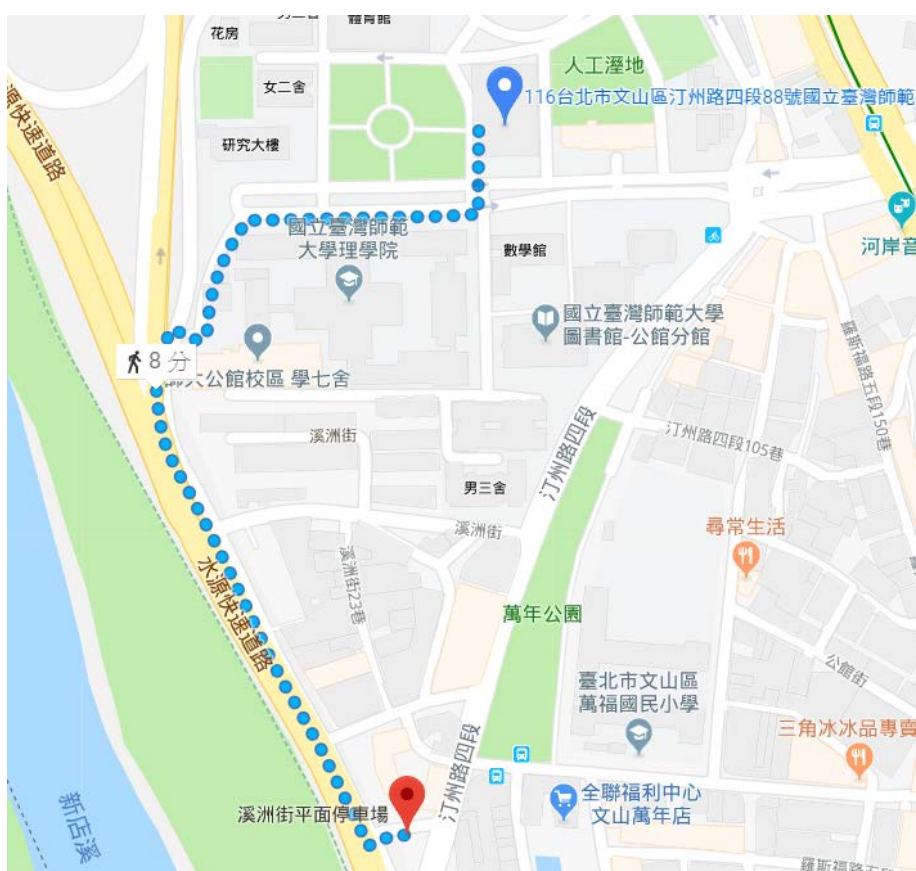 體育館
花房
女二舍
人工溼地
116台北市文山區汀州路四段88號國立臺灣師範
研究大樓
源快速道路
國立臺灣師範
大學理學院
數學館
河岸音
國立臺灣師範大學
圖書館-公館分館
羅斯福路五段150巷
8 分
師大公館校區 學七舍
汀州路四段
汀州路四段105巷
溪洲街
男三舍
溪洲街
尋常生活
溪洲街23巷
水源快速道路
萬年公園
公館街
臺北市文山區
萬福國民小學
汀州路四段
三角冰冰品專賣
溪洲街平面停車場
全聯福利中心
文山萬年店
新店溪